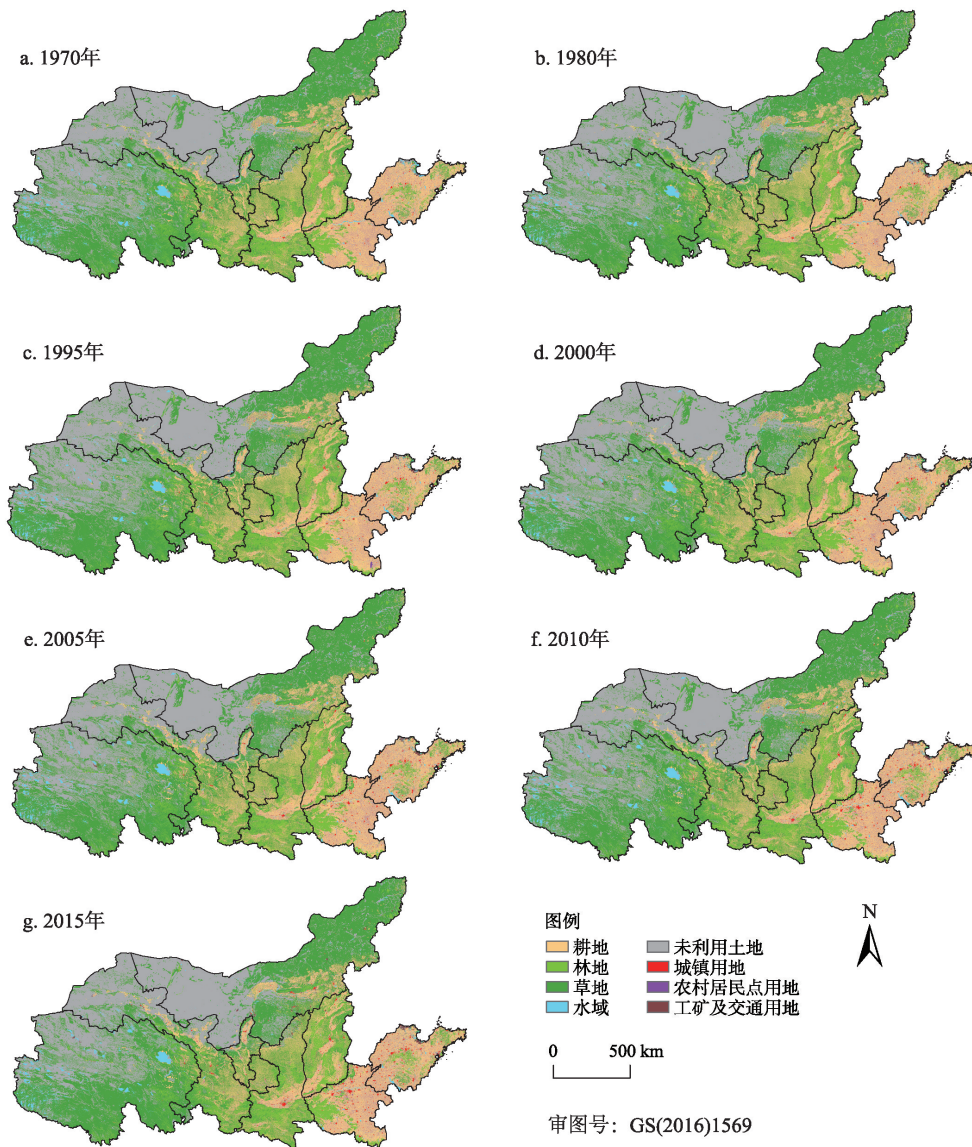 a. 1970年
b. 1980年
c. 1995年
d. 2000年
e. 2005年
f. 2010年
g. 2015年
N
图例
耕地
未利用土地
林地
城镇用地
草地
农村居民点用地
水域
工矿及交通用地
0 500 km
审图号：GS(2016)1569